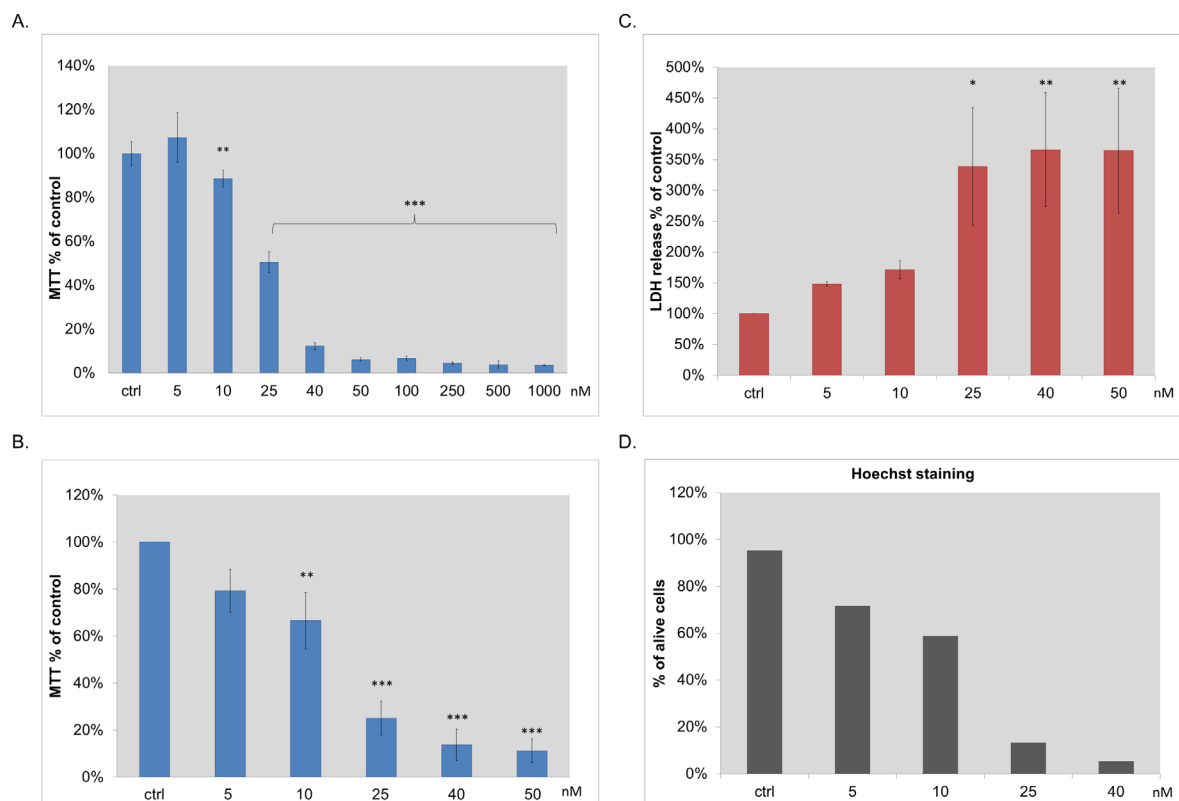 A.
140%
120%
100%
80%
60%
40%
20%
0%
MTT % of control
**
***
ctrl 5 10 25 40 50 100 250 500 1000 nM
C.
500%
450%
400%
350%
300%
250%
200%
150%
100%
50%
0%
LDH release % of control
* ** **
ctrl 5 10 25 40 50 nM
B.
120%
100%
80%
60%
40%
20%
0%
MTT % of control
**
***
***
***
ctrl 5 10 25 40 50 nM
D.
Hoechst staining
120%
100%
80%
60%
40%
20%
0%
% of alive cells
ctrl 5 10 25 40 nM